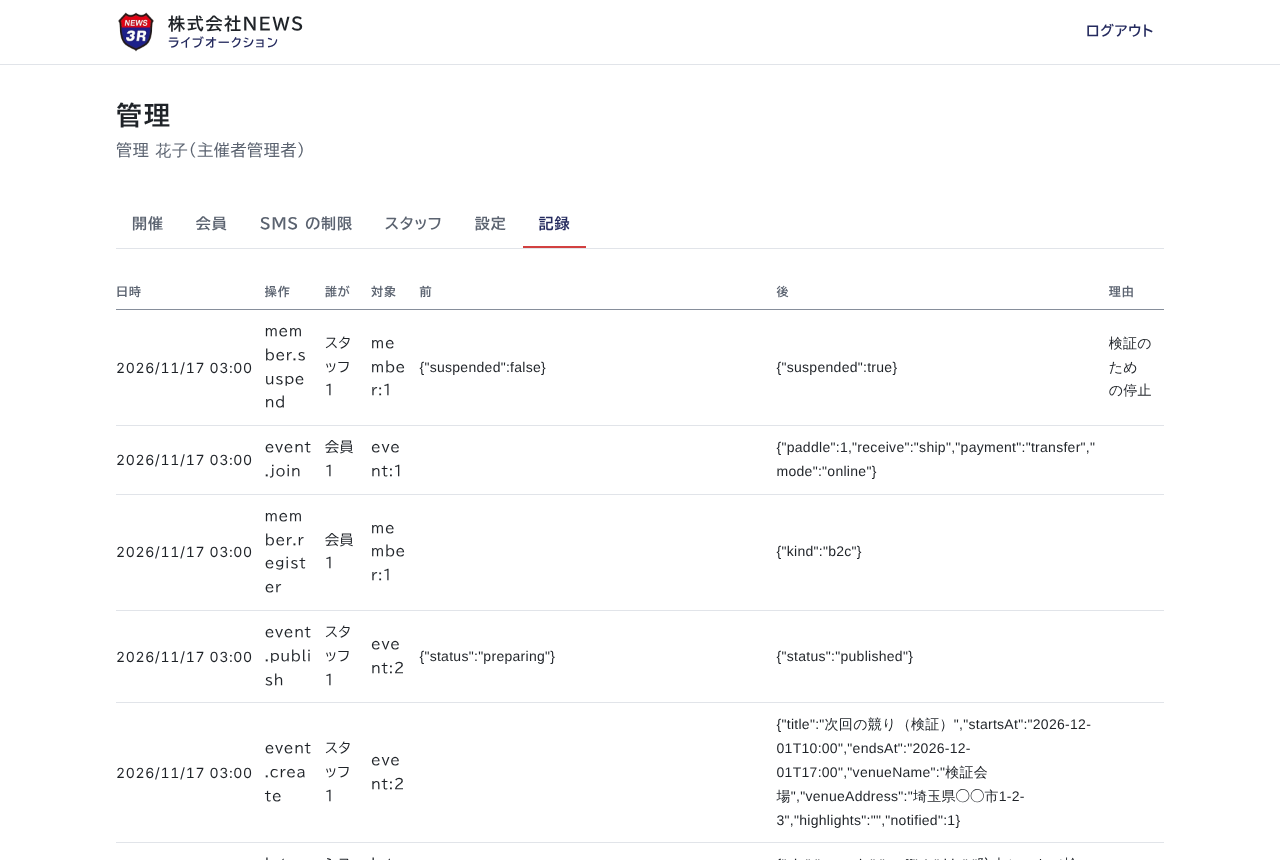 NEWS
3R
株式会社NEWS
ライブオークション
ログアウト
管理
管理 花子(主催者管理者)
開催 会員 SMS の制限 スタッフ 設定 記録
日時 操作 誰が 対象 前 後 理由
2026/11/17 03:00
mem
ber.s
uspe
nd
スタ
ッフ
1
me
mbe
r:1
{"suspended":false}
{"suspended":true}
検証の
ため
の停止
2026/11/17 03:00
event
.join
会員
1
eve
nt:1
{"paddle":1,"receive":"ship","payment":"transfer","
mode":"online"}
2026/11/17 03:00
mem
ber.r
egist
er
会員
1
me
mbe
r:1
{"kind":"b2c"}
2026/11/17 03:00
event
.publi
sh
スタ
ッフ
1
eve
nt:2
{"status":"preparing"}
{"status":"published"}
2026/11/17 03:00
event
.crea
te
スタ
ッフ
1
eve
nt:2
{"title":"次回の競り（検証）","startsAt":"2026-12-
01T10:00","endsAt":"2026-12-
01T17:00","venueName":"検証会
場","venueAddress":"埼玉県〇〇市1-2-
3","highlights":"","notified":1}